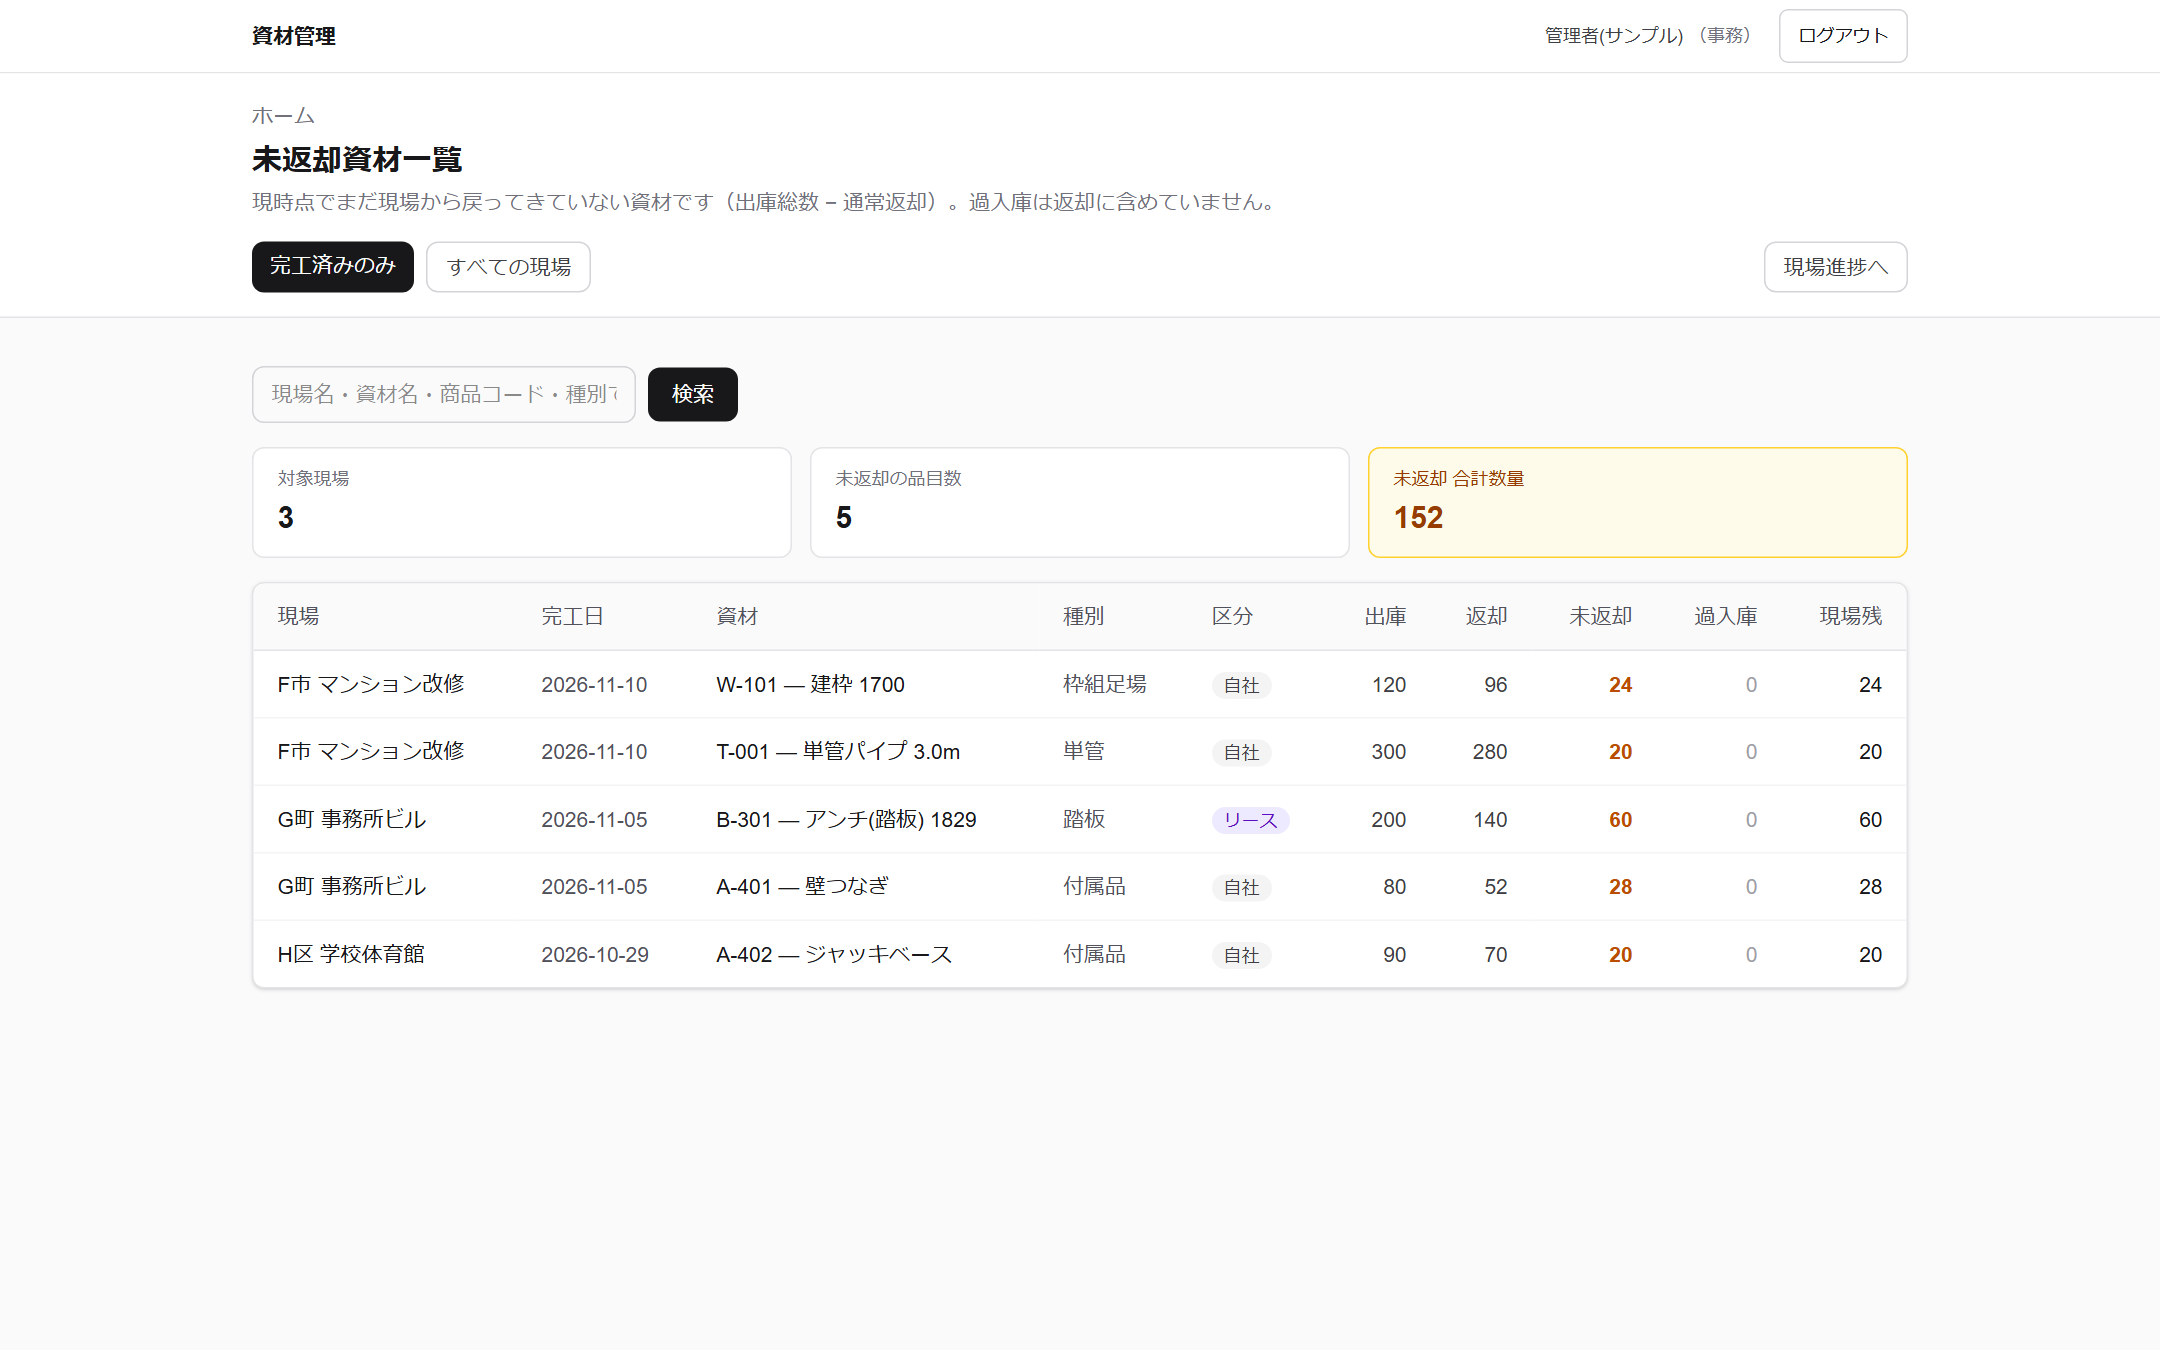 資材管理
管理者(サンプル) （事務） ログアウト
ホーム
未返却資材一覧
現時点でまだ現場から戻ってきていない資材です（出庫総数 − 通常返却）。過入庫は返却に含めていません。
完工済みのみ すべての現場 現場進捗へ
現場名・資材名・商品コード・種別 検索
対象現場 未返却の品目数 未返却 合計数量
3 5 152
現場 完工日 資材 種別 区分 出庫 返却 未返却 過入庫 現場残
F市 マンション改修 2026-11-10 W-101 — 建枠 1700 枠組足場 自社 120 96 24 0 24
F市 マンション改修 2026-11-10 T-001 — 単管パイプ 3.0m 単管 自社 300 280 20 0 20
G町 事務所ビル 2026-11-05 B-301 — アンチ(踏板) 1829 踏板 リース 200 140 60 0 60
G町 事務所ビル 2026-11-05 A-401 — 壁つなぎ 付属品 自社 80 52 28 0 28
H区 学校体育館 2026-10-29 A-402 — ジャッキベース 付属品 自社 90 70 20 0 20